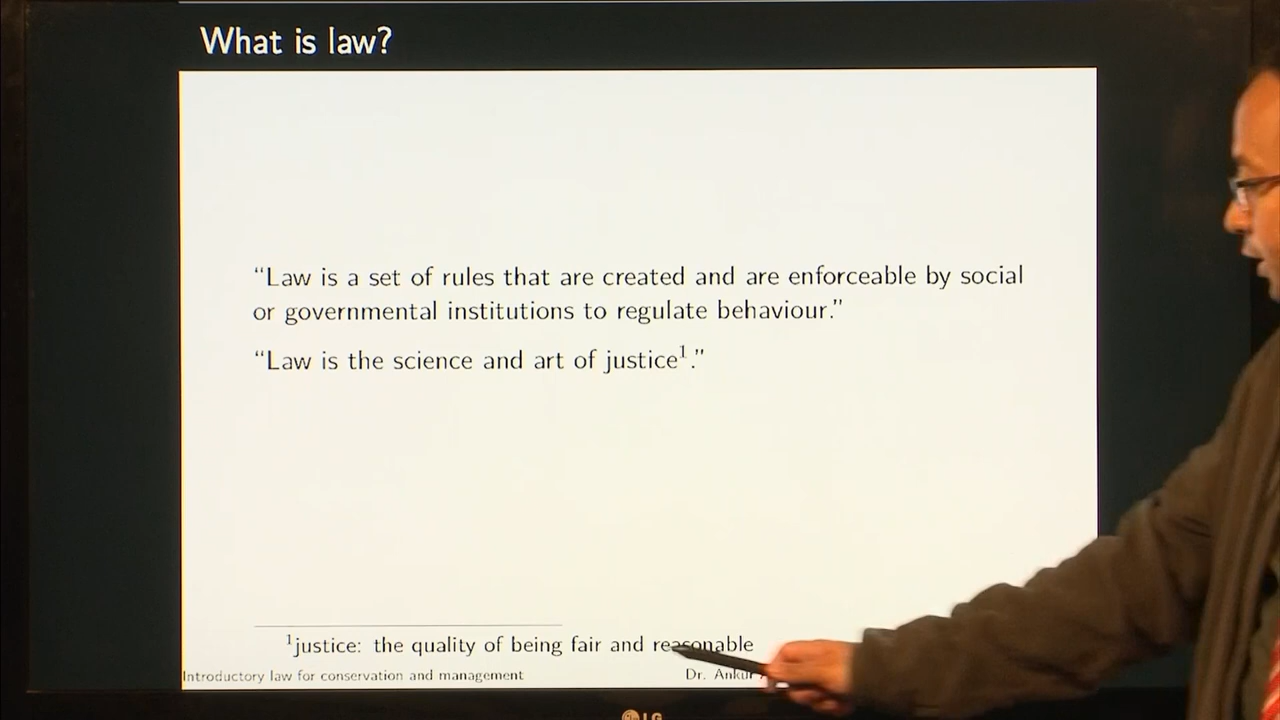 What is law?
“Law is a set of rules that are created and are enforceable by social
or governmental institutions to regulate behaviour.”
“Law is the science and art of justice¹.”
¹justice: the quality of being fair and reasonable
Introductory law for conservation and management
Dr. Ankur
LG